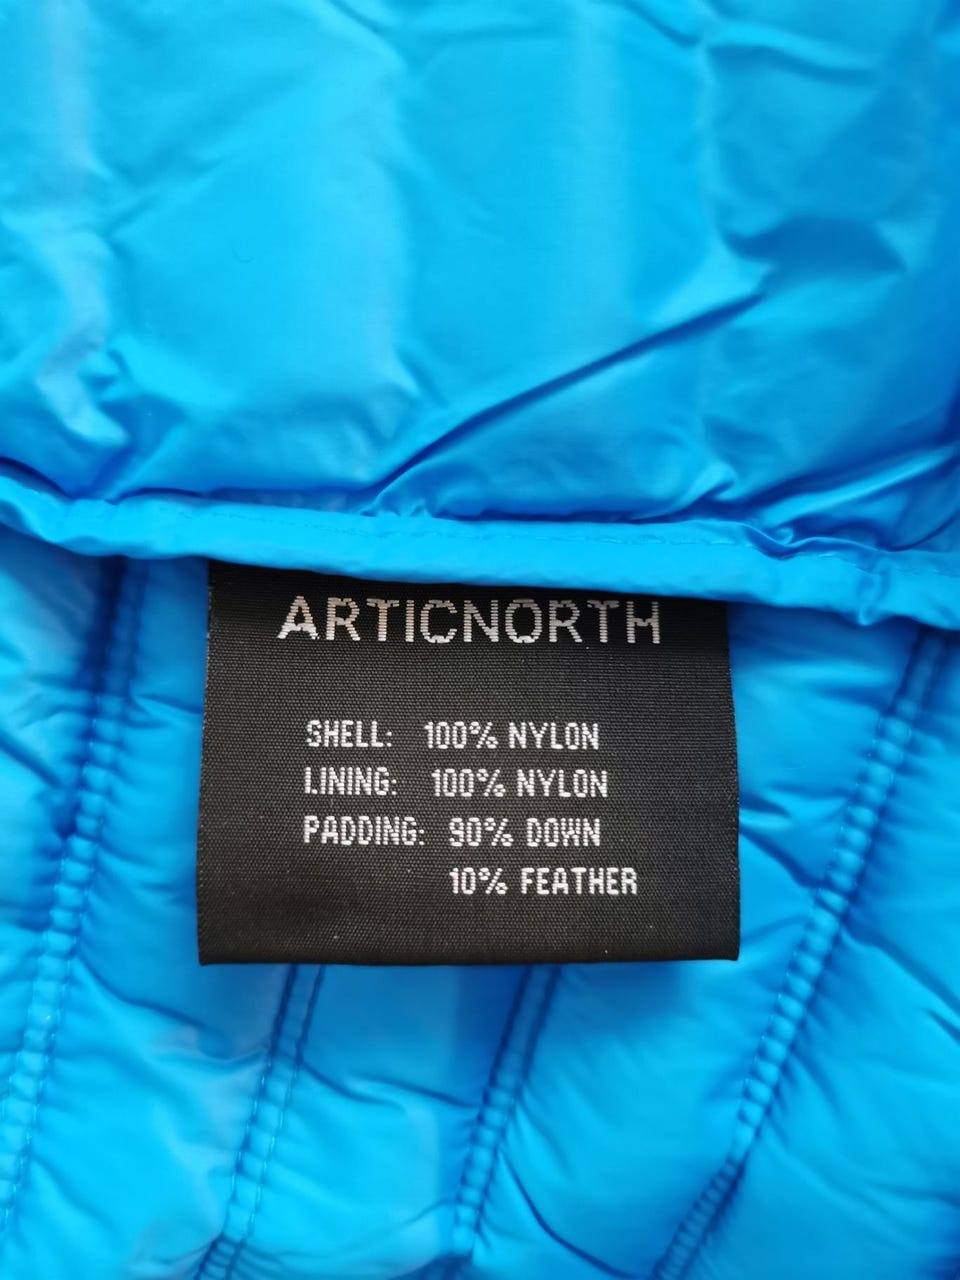 ARTICNORTH
SHELL: 100% NYLON
LINING: 100% NYLON
PADDING: 90% DOWN
10% FEATHER